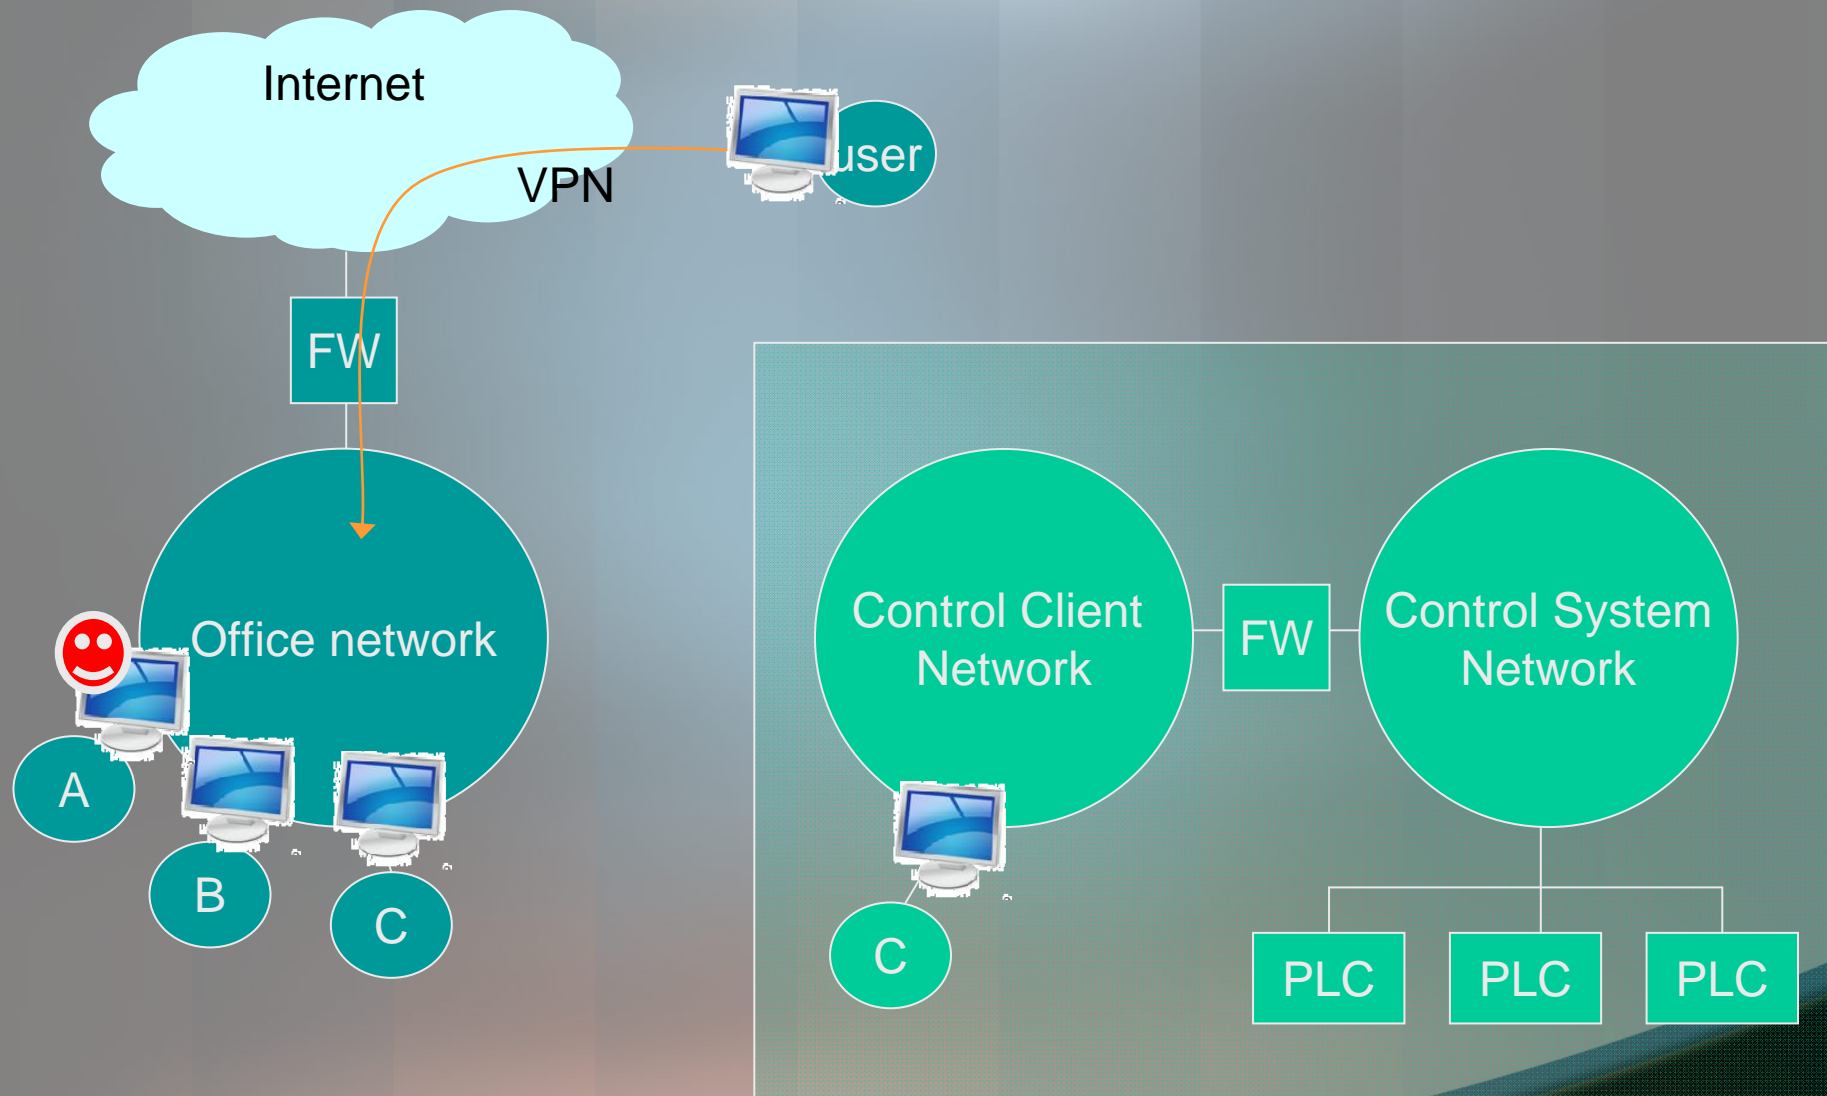 Internet
user
VPN
FW
Office network
Control Client
Network
FW
Control System
Network
A
B
C
C
PLC
PLC
PLC